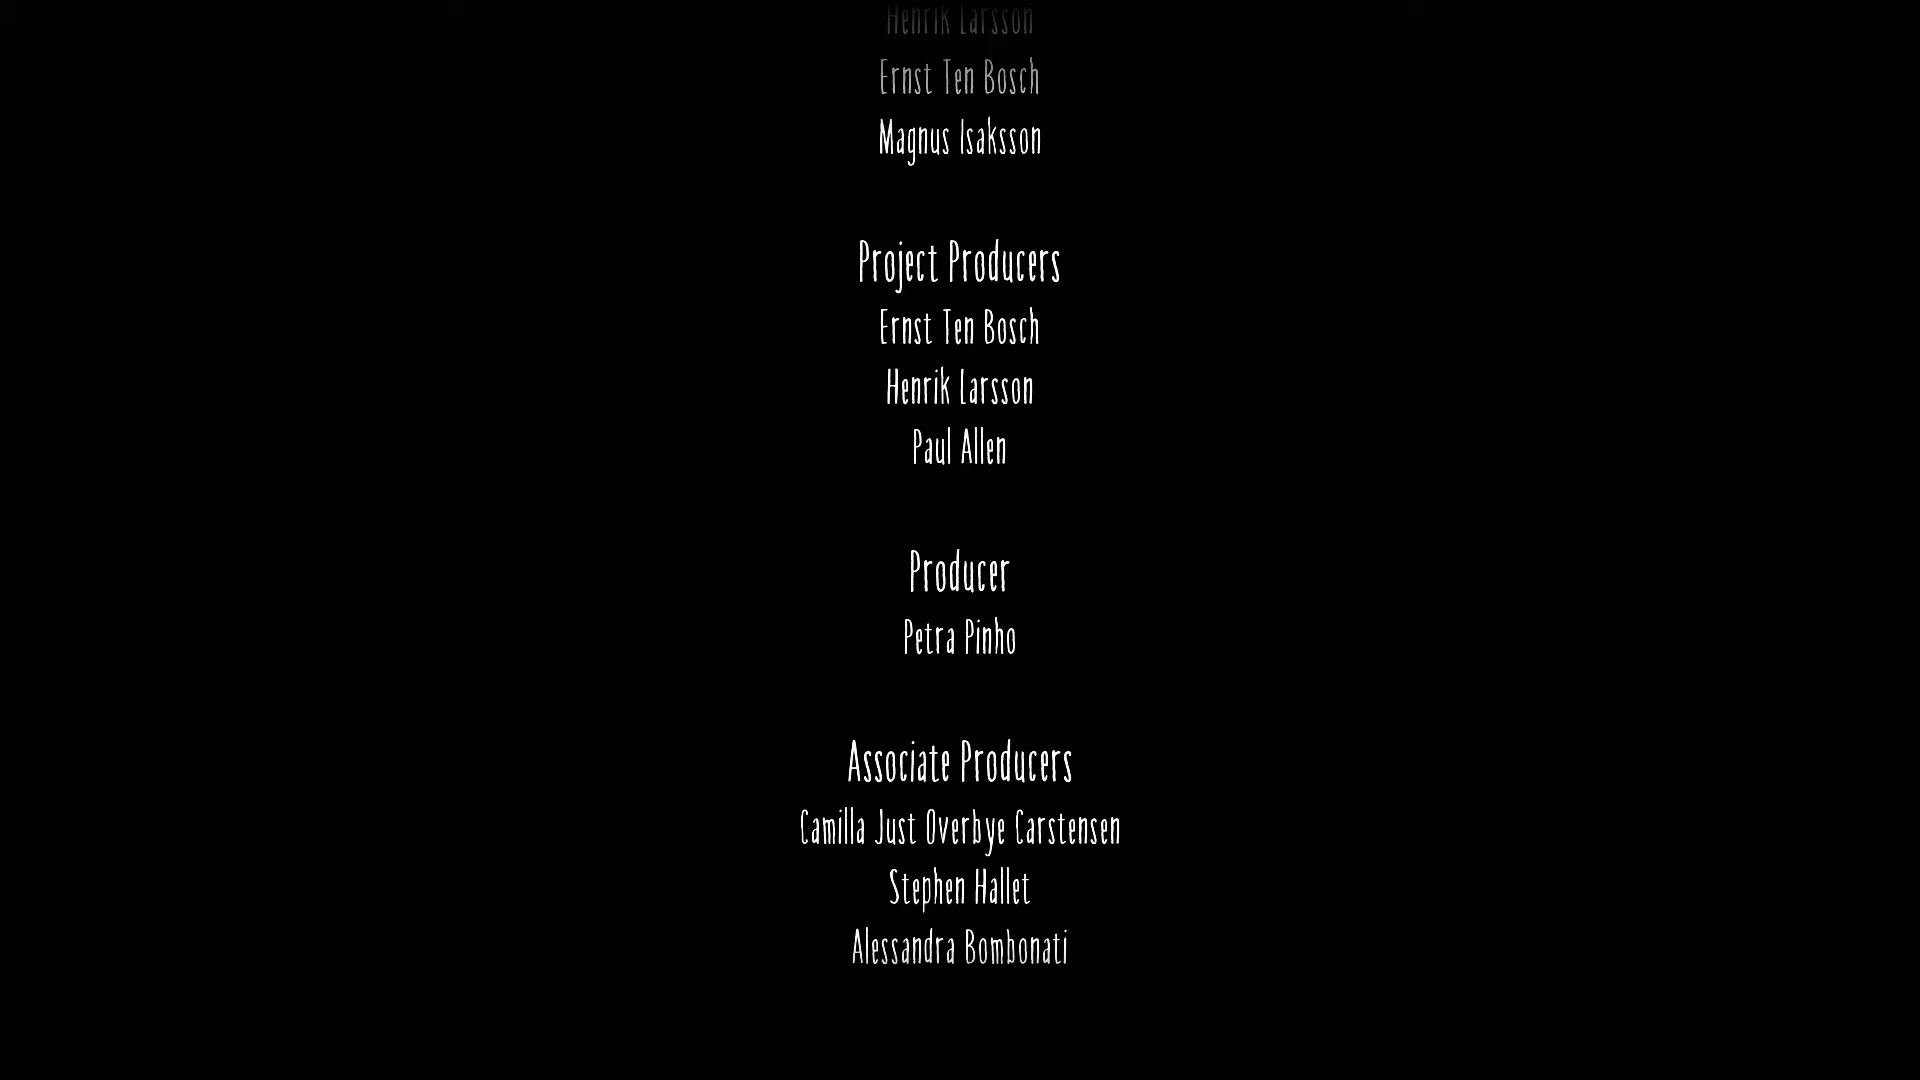 Henrik Larsson
Ernst Ten Bosch
Magnus Isaksson
Project Producers
Ernst Ten Bosch
Henrik Larsson
Paul Allen
Producer
Petra Pinho
Associate Producers
Camilla Just Overbye Carstensen
Stephen Hallet
Alessandra Bombonati